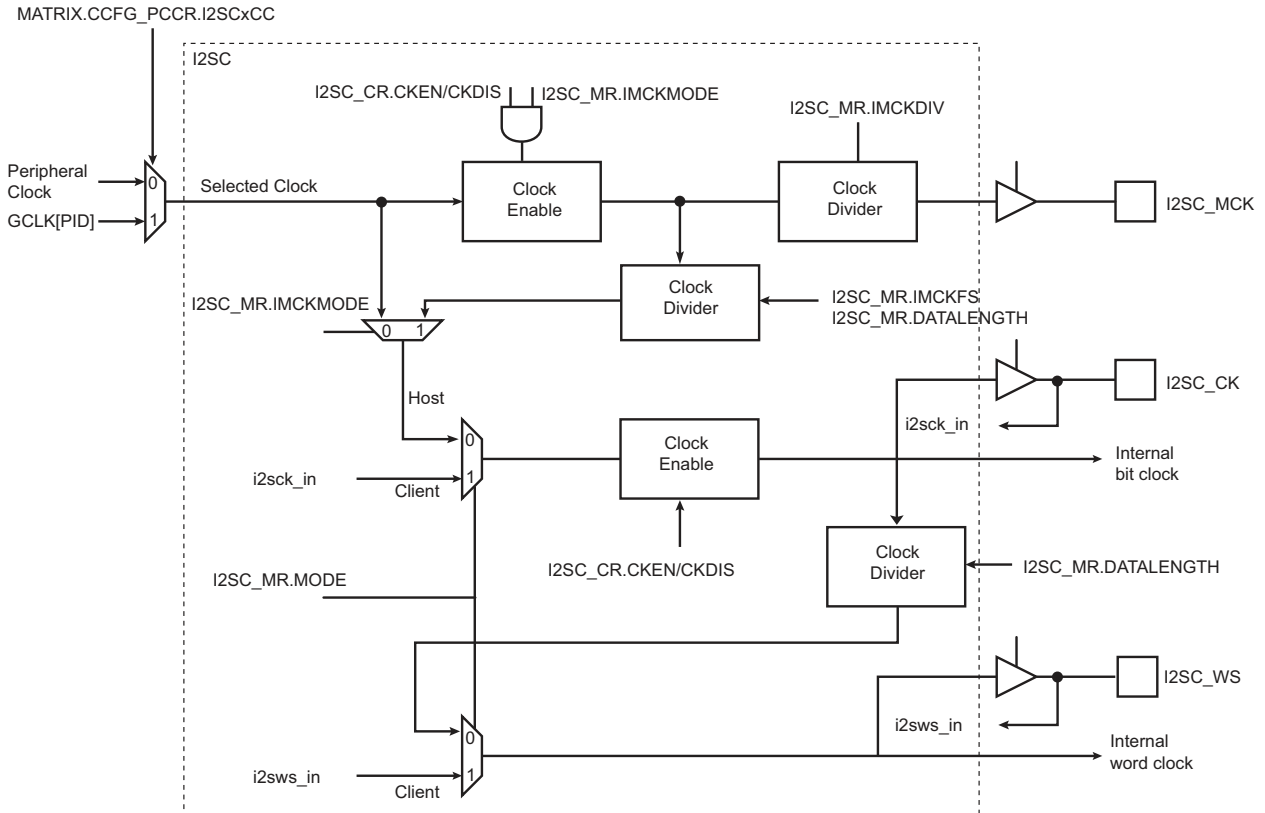 MATRIX.CCFG_PCCR.I2SCxCC
I2SC
I2SC_CR.CKEN/CKDIS
I2SC_MR.IMCKMODE
I2SC_MR.IMCKDIV
Peripheral
Clock
GCLK[PID]
0
1
Selected Clock
Clock
Enable
Clock
Divider
I2SC_MCK
Clock
Divider
I2SC_MR.IMCKFS
I2SC_MR.DATALENGTH
I2SC_MR.IMCKMODE
0 1
Host
I2SC_CK
i2sck_in
0
1
i2sck_in
Client
Clock
Enable
Internal
bit clock
I2SC_CR.CKEN/CKDIS
I2SC_MR.MODE
Clock
Divider
I2SC_MR.DATALENGTH
I2SC_WS
i2sws_in
0
1
i2sws_in
Client
Internal
word clock